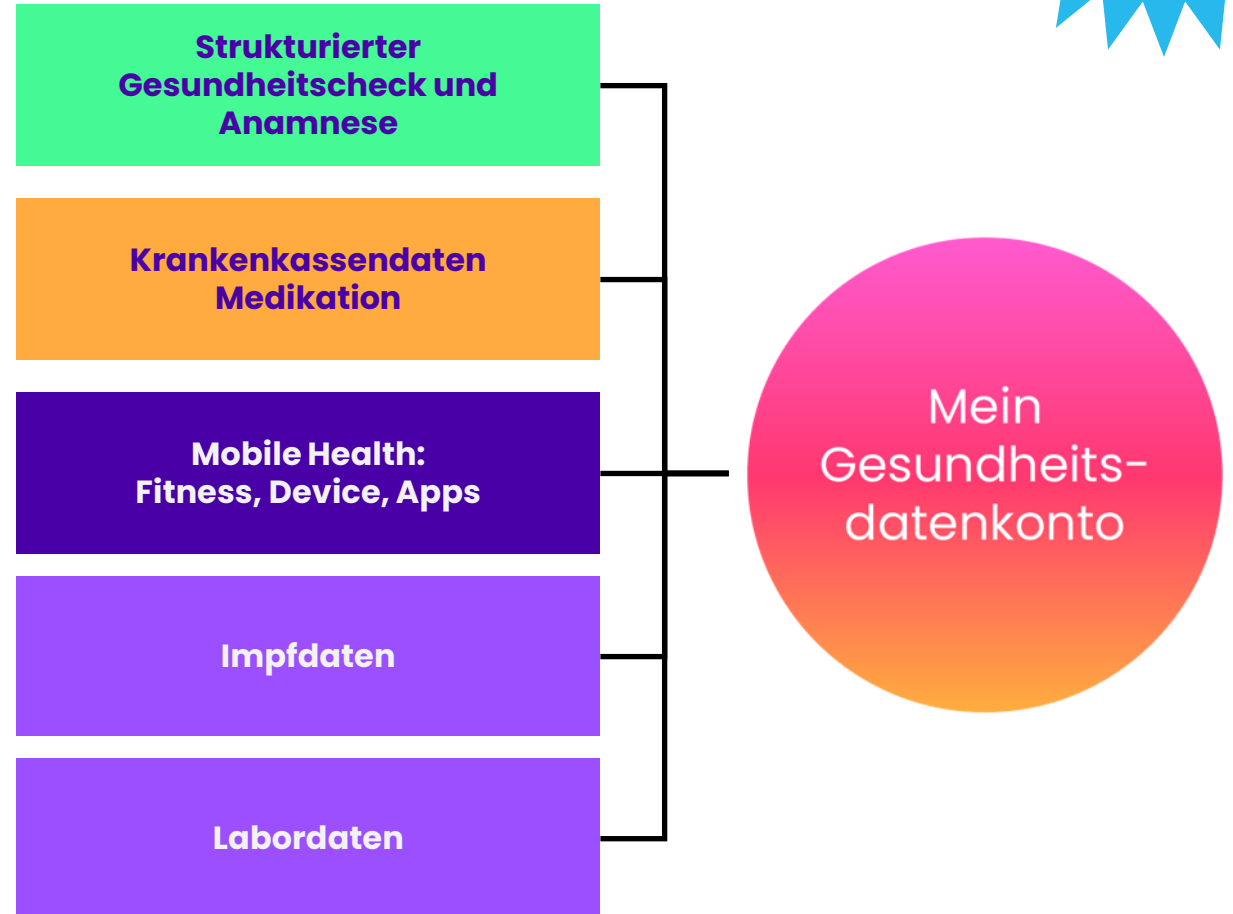 Strukturierter
Gesundheitscheck und
Anamnese
Krankenkassendaten
Medikation
Mobile Health:
Fitness, Device, Apps
Impfdaten
Labordaten
Mein
Gesundheits-
datenkonto